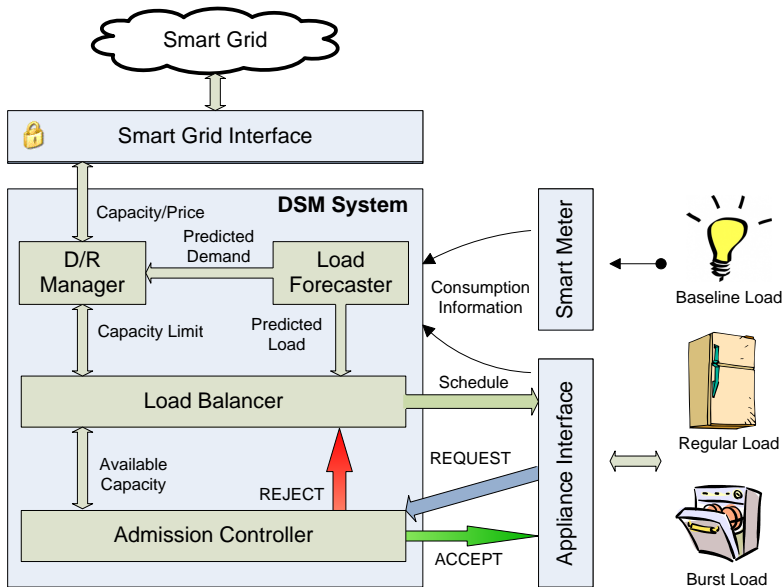 Smart Grid
Smart Grid Interface
Capacity/Price
DSM System
Predicted
Demand
D/R
Manager
Load
Forecaster
Smart Meter
Consumption
Information
Baseline Load
Capacity Limit
Predicted
Load
Load Balancer
Schedule
Appliance Interface
Regular Load
Available
Capacity
REJECT
REQUEST
Admission Controller
ACCEPT
Burst Load